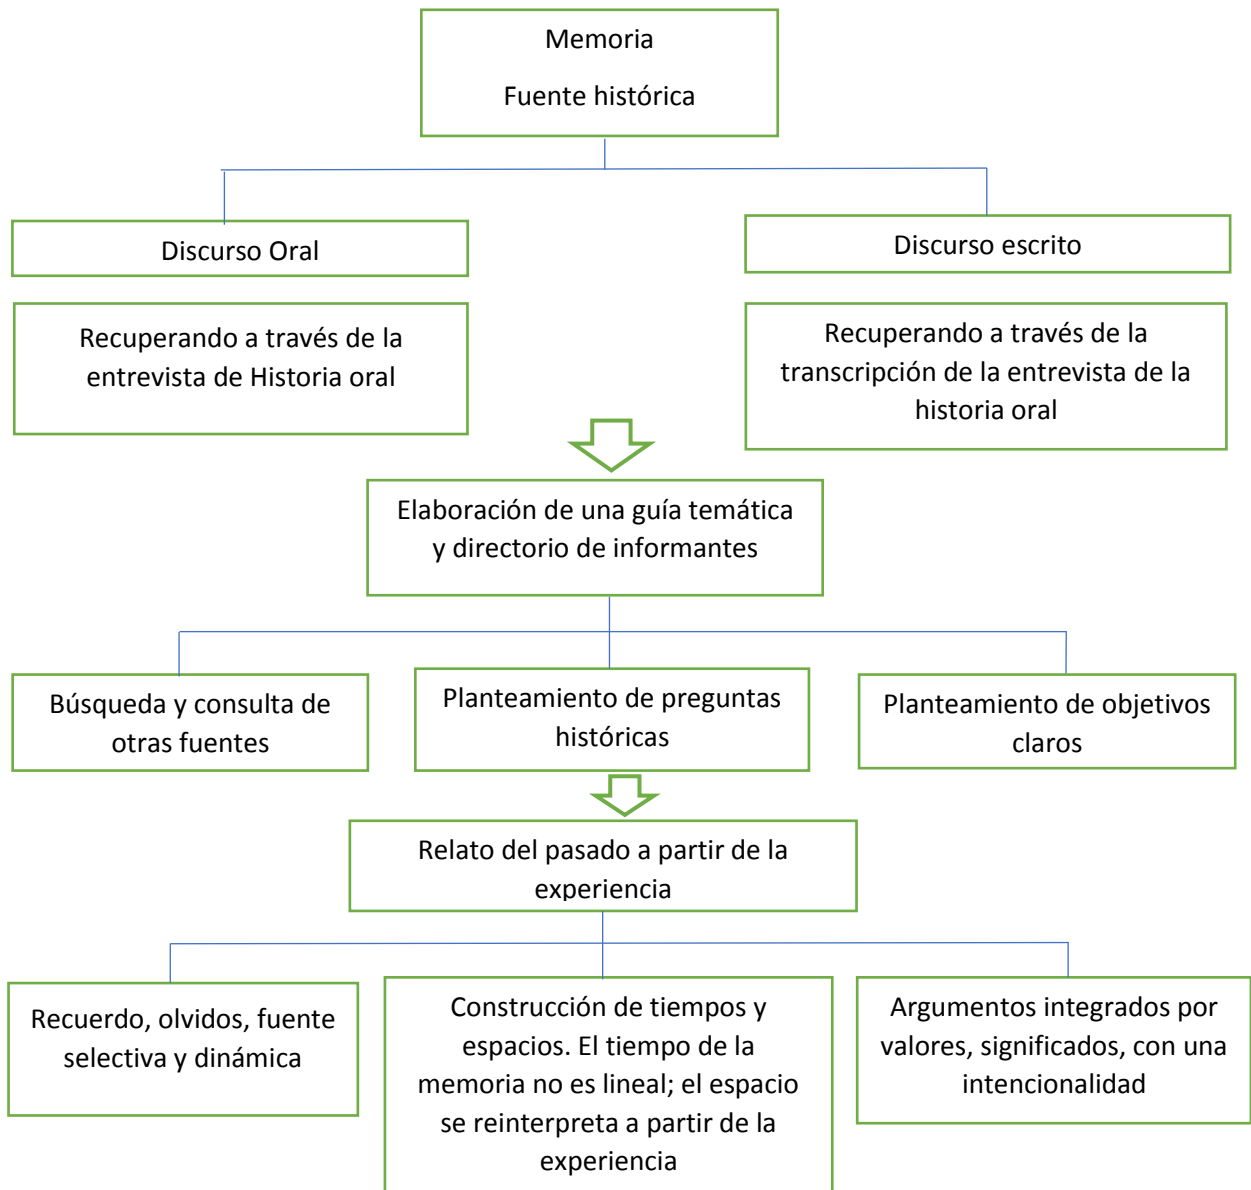 Memoria
Fuente histórica
Discurso Oral
Discurso escrito
Recuperando a través de la
entrevista de Historia oral
Recuperando a través de la
transcripción de la entrevista de la
historia oral
Elaboración de una guía temática
y directorio de informantes
Búsqueda y consulta de
otras fuentes
Planteamiento de preguntas
históricas
Planteamiento de objetivos
claros
Relato del pasado a partir de la
experiencia
Recuerdo, olvidos, fuente
selectiva y dinámica
Construcción de tiempos y
espacios. El tiempo de la
memoria no es lineal; el espacio
se reinterpreta a partir de la
experiencia
Argumentos integrados por
valores, significados, con una
intencionalidad